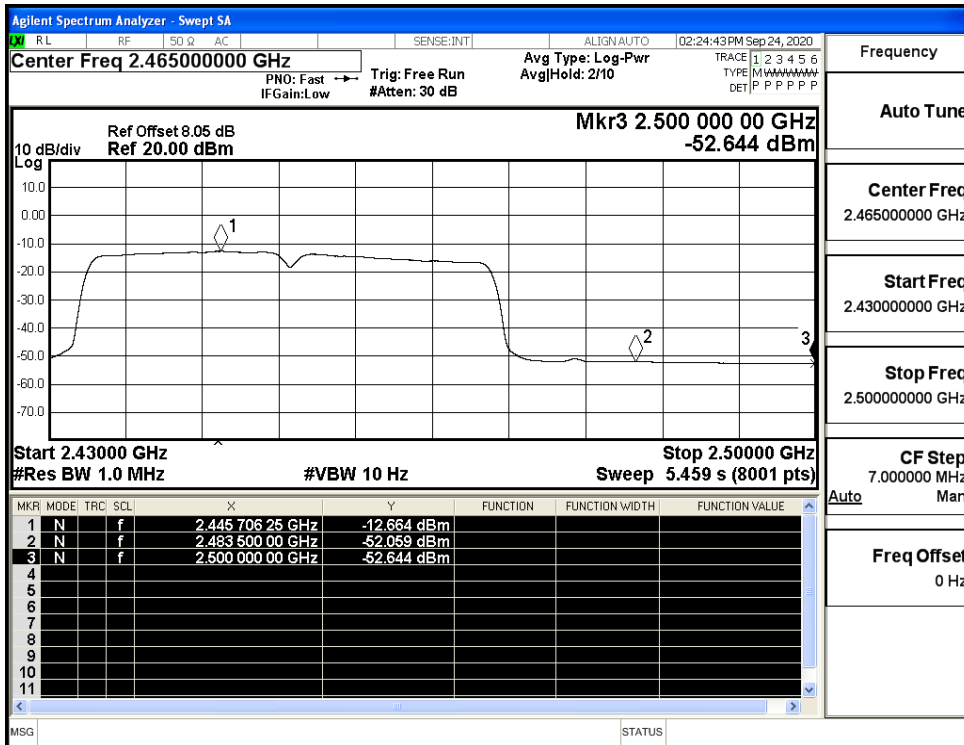 Agilent Spectrum Analyzer - Swept SA
LXI RL RF 50 Ω AC SENSE:INT ALIGN AUTO 02:24:43 PM Sep 24, 2020
Center Freq 2.465000000 GHz
PNO: Fast
IFGain:Low
Trig: Free Run
#Atten: 30 dB
Avg Type: Log-Pwr
Avg|Hold: 2/10
TRACE 1 2 3 4 5 6
TYPE M W W W W W
DET P P P P P P
Ref Offset 8.05 dB
10 dB/div Ref 20.00 dBm
Log
Mkr3 2.500 000 00 GHz
-52.644 dBm
10.0
0.00
-10.0
-20.0
-30.0
-40.0
-50.0
-60.0
-70.0
1
2
3
Start 2.43000 GHz Stop 2.50000 GHz
#Res BW 1.0 MHz #VBW 10 Hz Sweep 5.459 s (8001 pts)
MKR MODE TRC SCL X Y FUNCTION FUNCTION WIDTH FUNCTION VALUE
1 N f 2.445 706 25 GHz -12.664 dBm
2 N f 2.483 500 00 GHz -52.059 dBm
3 N f 2.500 000 00 GHz -52.644 dBm
4
5
6
7
8
9
10
11
MSG STATUS
Frequency
Auto Tune
Center Freq
2.465000000 GHz
Start Freq
2.430000000 GHz
Stop Freq
2.500000000 GHz
CF Step
7.000000 MHz
Auto Man
Freq Offset
0 Hz